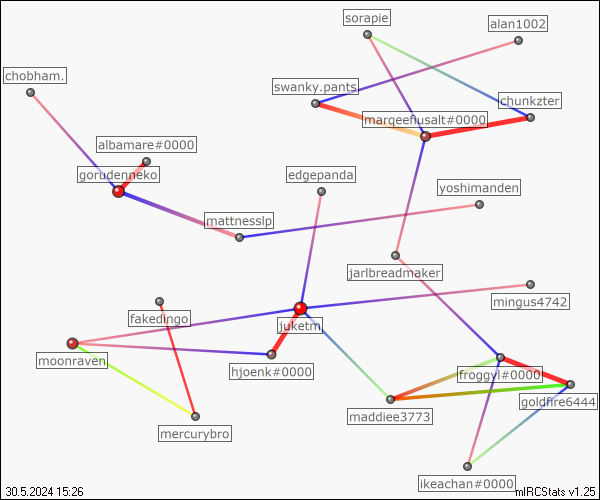 sorapie
alan1002
chobham.
swanky.pants
chunkzter
marqeefiusalt#0000
albamare#0000
gorudenneko
edgepanda
yoshimanden
mattnesslp
jarlbreadmaker
mingus4742
fakedingo
juketm
moonraven
hjoenk#0000
froggyl#0000
goldfire6444
maddiee3773
mercurybro
ikeachan#0000
30.5.2024 15:26
mIRCStats v1.25